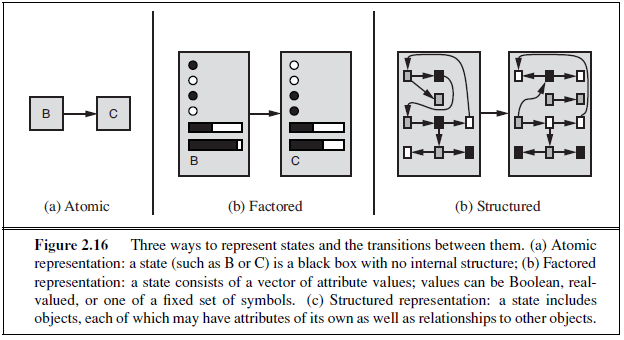 B
C
B
C
(a) Atomic
(b) Factored
(b) Structured
Figure 2.16 Three ways to represent states and the transitions between them. (a) Atomic
representation: a state (such as B or C) is a black box with no internal structure; (b) Factored
representation: a state consists of a vector of attribute values; values can be Boolean, real-
valued, or one of a fixed set of symbols. (c) Structured representation: a state includes
objects, each of which may have attributes of its own as well as relationships to other objects.